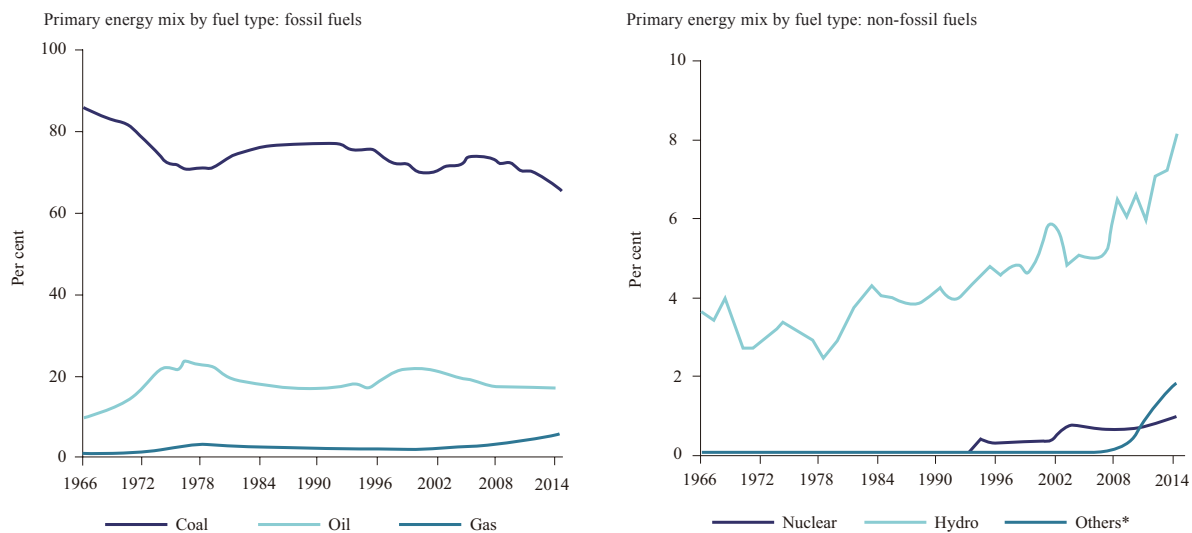 Primary energy mix by fuel type: fossil fuels
100
80
60
40
20
0
Per cent
1966 1972 1978 1984 1990 1996 2002 2008 2014
Coal Oil Gas
Primary energy mix by fuel type: non-fossil fuels
10
8
6
4
2
0
Per cent
1966 1972 1978 1984 1990 1996 2002 2008 2014
Nuclear Hydro Others*